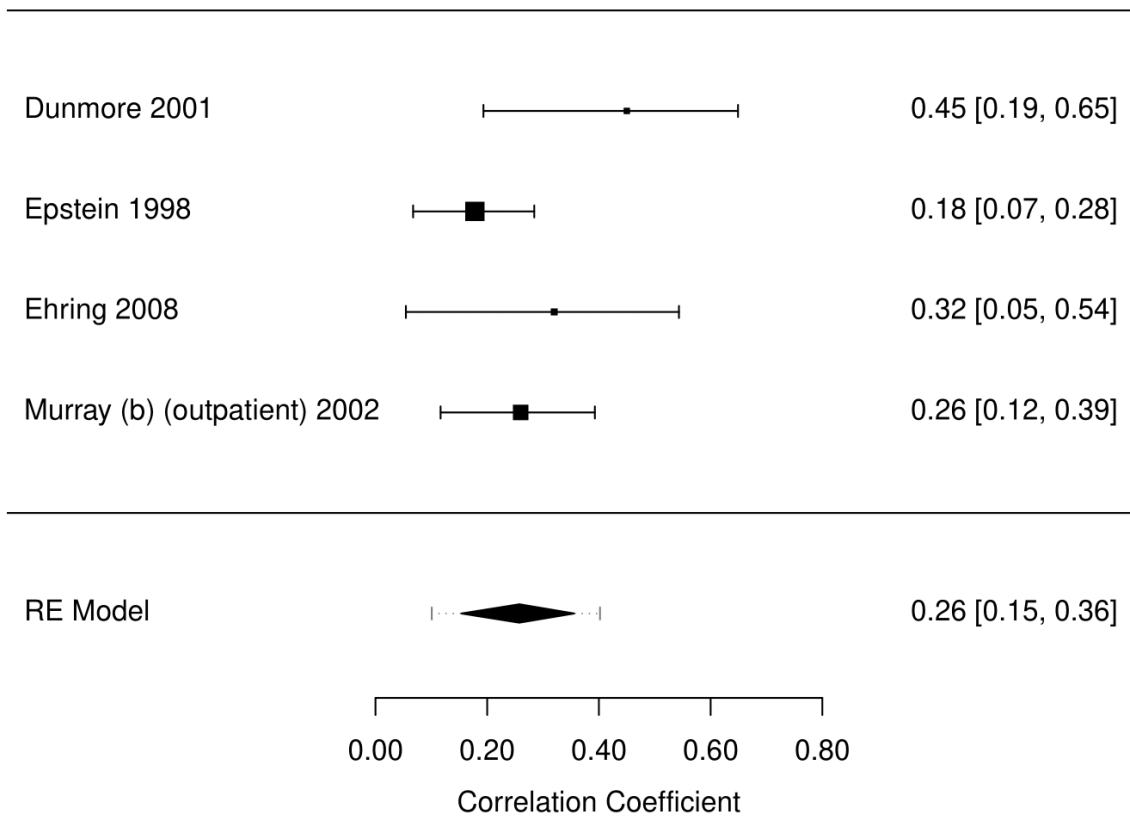 Dunmore 2001 0.45 [0.19, 0.65]
Epstein 1998 0.18 [0.07, 0.28]
Ehring 2008 0.32 [0.05, 0.54]
Murray (b) (outpatient) 2002 0.26 [0.12, 0.39]
RE Model 0.26 [0.15, 0.36]
0.00 0.20 0.40 0.60 0.80
Correlation Coefficient